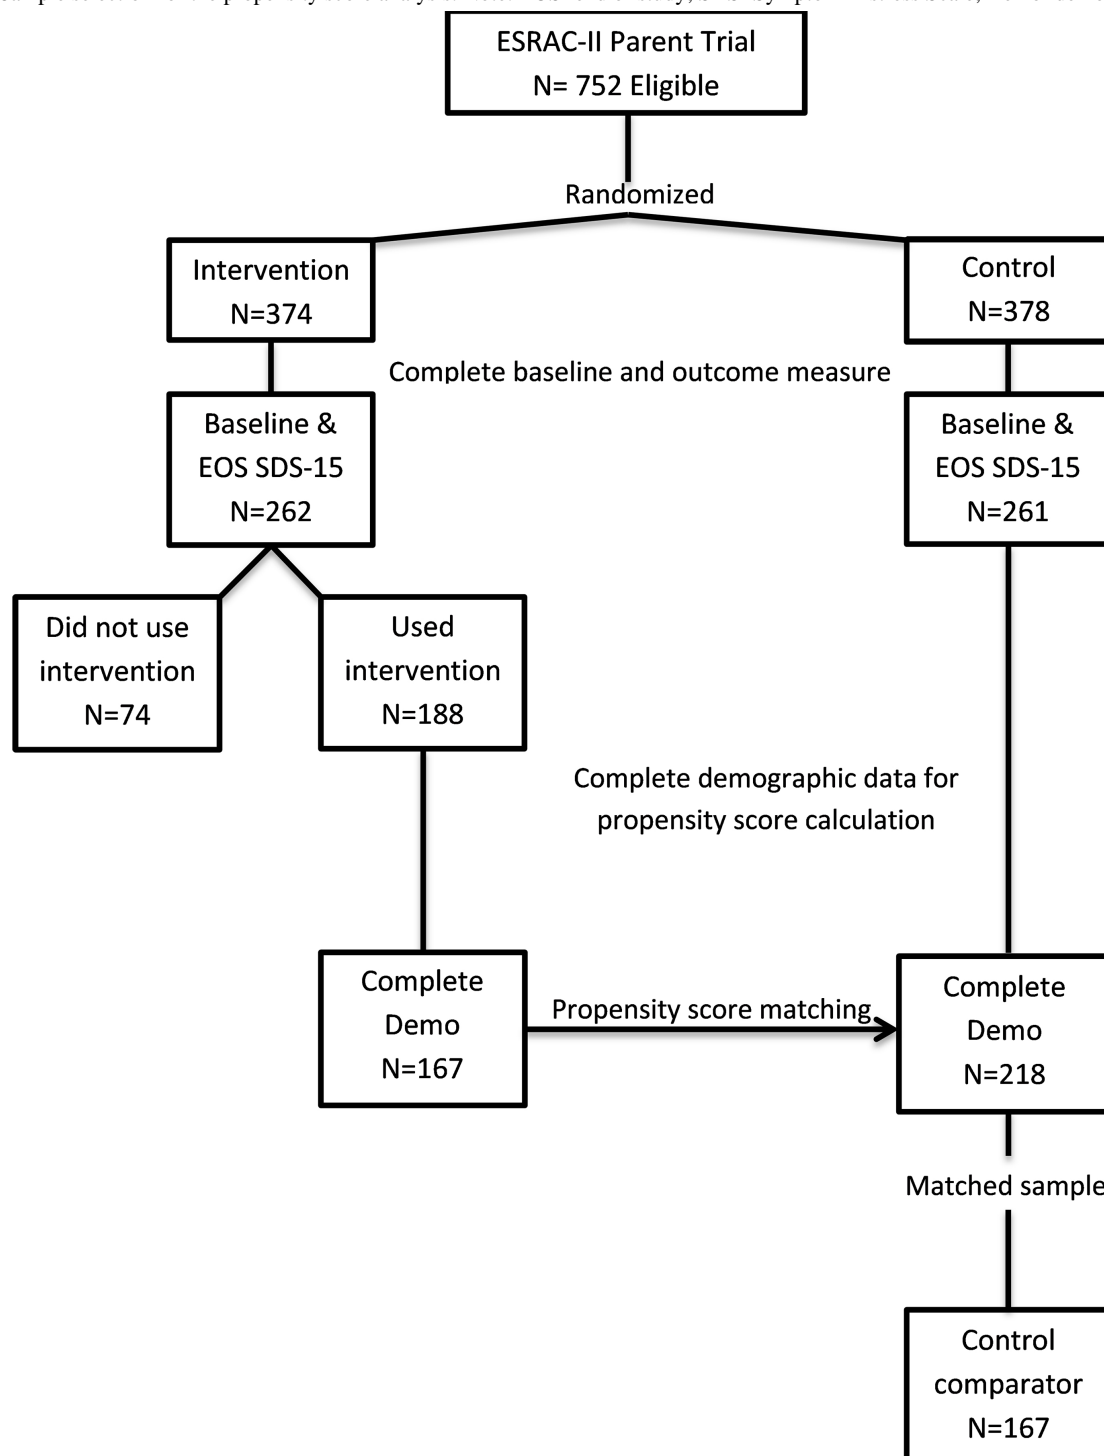 ESRAC-II Parent Trial
N= 752 Eligible
Randomized
Intervention
N=374
Control
N=378
Complete baseline and outcome measure
Baseline &
EOS SDS-15
N=262
Baseline &
EOS SDS-15
N=261
Did not use
intervention
N=74
Used
intervention
N=188
Complete demographic data for
propensity score calculation
Complete
Demo
N=167
Propensity score matching
Complete
Demo
N=218
Matched sample
Control
comparator
N=167